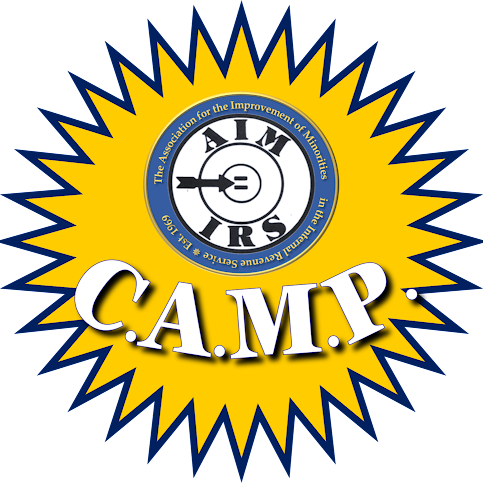 The Association for the Improvement of Minorities
in the Internal Revenue Service * Est. 1969
AIM
IRS
C.A.M.P.